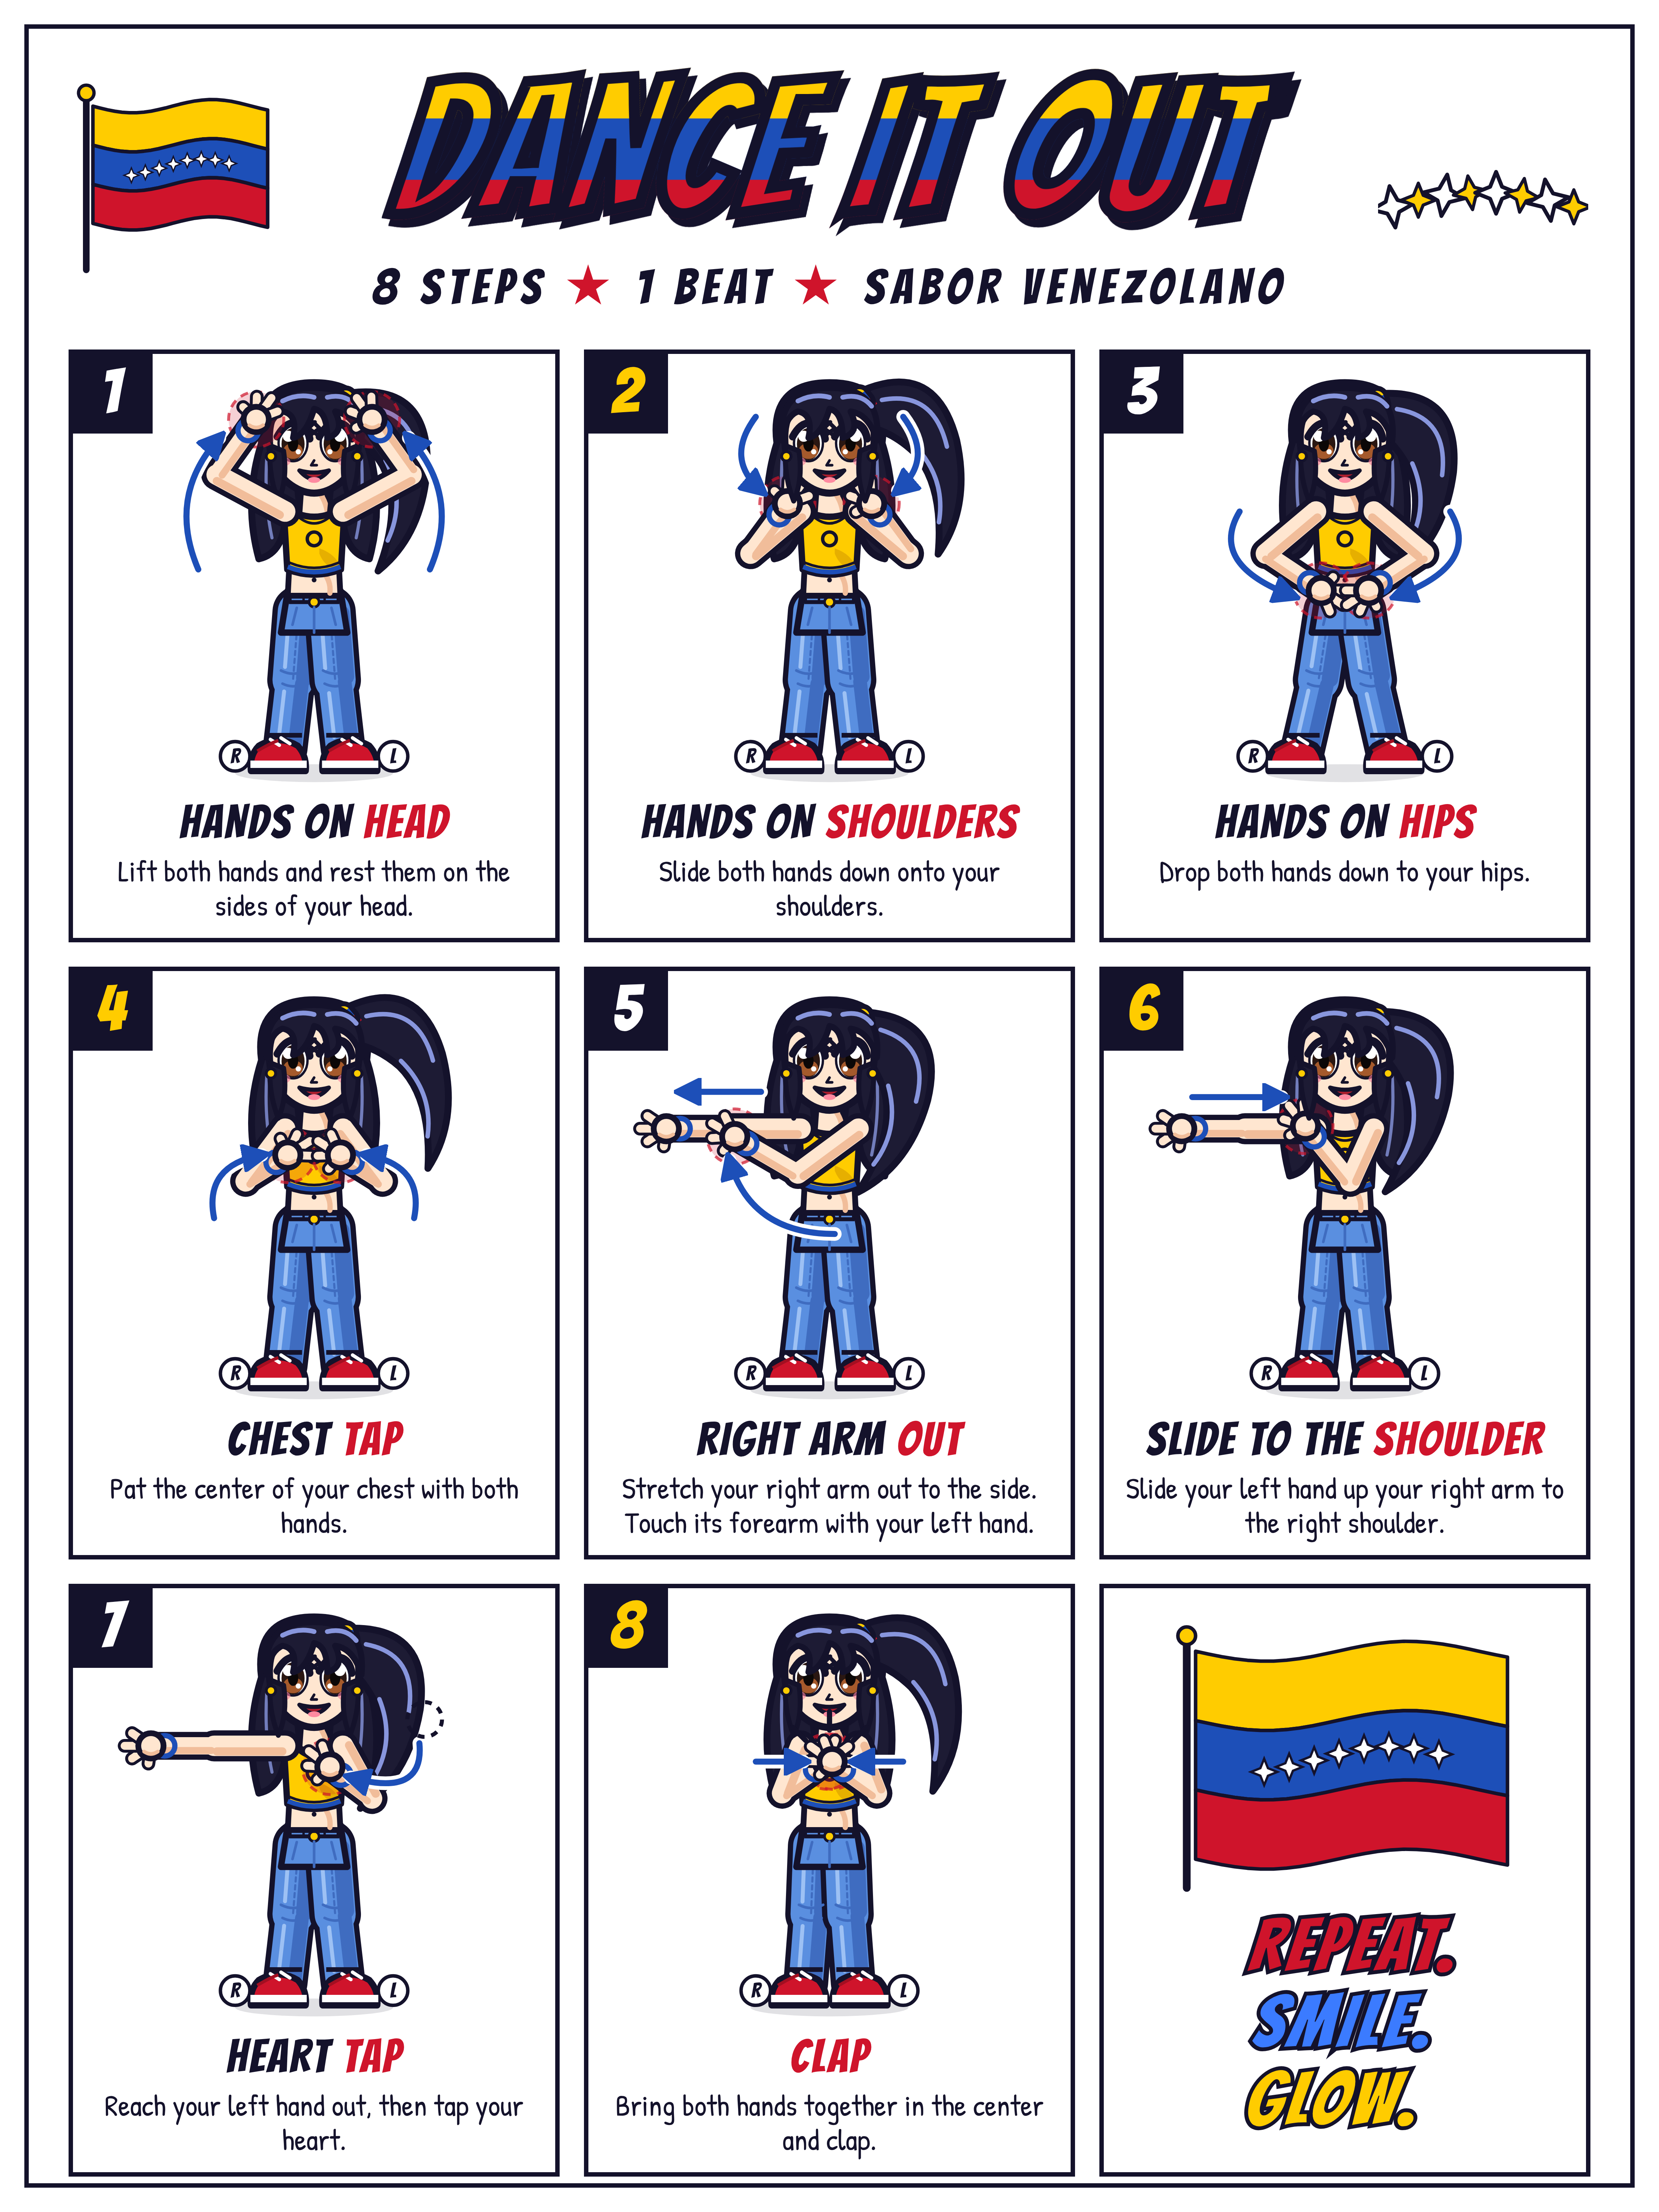 DANCE IT OUT
8 STEPS ★ 1 BEAT ★ SABOR VENEZOLANO
1
R L
HANDS ON HEAD
Lift both hands and rest them on the
sides of your head.
2
R L
HANDS ON SHOULDERS
Slide both hands down onto your
shoulders.
3
R L
HANDS ON HIPS
Drop both hands down to your hips.
4
R L
CHEST TAP
Pat the center of your chest with both
hands.
5
R L
RIGHT ARM OUT
Stretch your right arm out to the side.
Touch its forearm with your left hand.
6
R L
SLIDE TO THE SHOULDER
Slide your left hand up your right arm to
the right shoulder.
7
R L
HEART TAP
Reach your left hand out, then tap your
heart.
8
R L
CLAP
Bring both hands together in the center
and clap.
REPEAT.
SMILE.
GLOW.